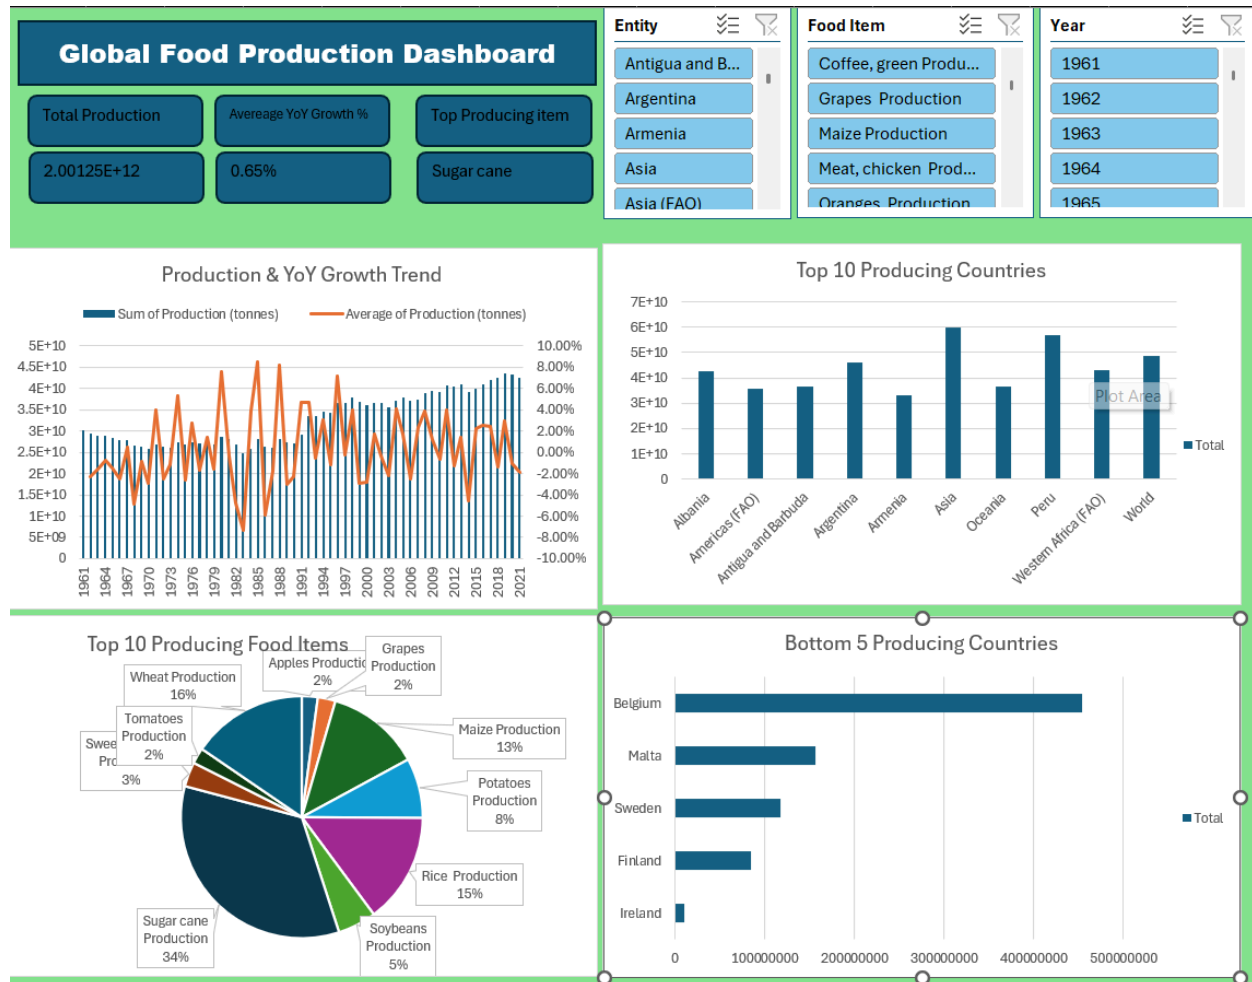 Global Food Production Dashboard
Total Production
Avereage YoY Growth %
Top Producing item
2.00125E+12
0.65%
Sugar cane
Entity
Antigua and B...
Argentina
Armenia
Asia
Asia (FAO)
Food Item
Coffee, green Produ...
Grapes Production
Maize Production
Meat, chicken Prod...
Oranges Production
Year
1961
1962
1963
1964
1965
Production & YoY Growth Trend
Sum of Production (tonnes)
Average of Production (tonnes)
5E+10
4.5E+10
4E+10
3.5E+10
3E+10
2.5E+10
2E+10
1.5E+10
1E+10
5E+09
0
10.00%
8.00%
6.00%
4.00%
2.00%
0.00%
-2.00%
-4.00%
-6.00%
-8.00%
-10.00%
1961
1964
1967
1970
1973
1976
1979
1982
1985
1988
1991
1994
1997
2000
2003
2006
2009
2012
2015
2018
2021
Top 10 Producing Countries
7E+10
6E+10
5E+10
4E+10
3E+10
2E+10
1E+10
0
Plot Area
Total
Albania
Americas (FAO)
Antigua and Barbuda
Argentina
Armenia
Asia
Oceania
Peru
Western Africa (FAO)
World
Top 10 Producing Food Items
Apples Productic
2%
Grapes
Production
2%
Wheat Production
16%
Tomatoes
Production
2%
Swee
Pro
3%
Maize Production
13%
Potatoes
Production
8%
Rice Production
15%
Soybeans
Production
5%
Sugar cane
Production
34%
Bottom 5 Producing Countries
Belgium
Malta
Sweden
Finland
Ireland
Total
0
100000000
200000000
300000000
400000000
500000000